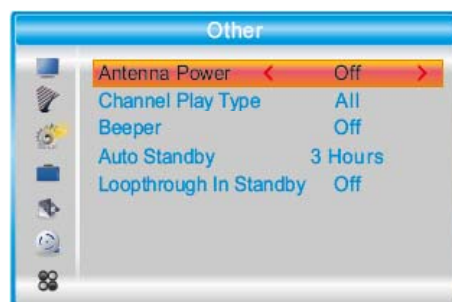 Other
Antenna Power < Off >
Channel Play Type All
Beeper Off
Auto Standby 3 Hours
Loopthrough In Standby Off